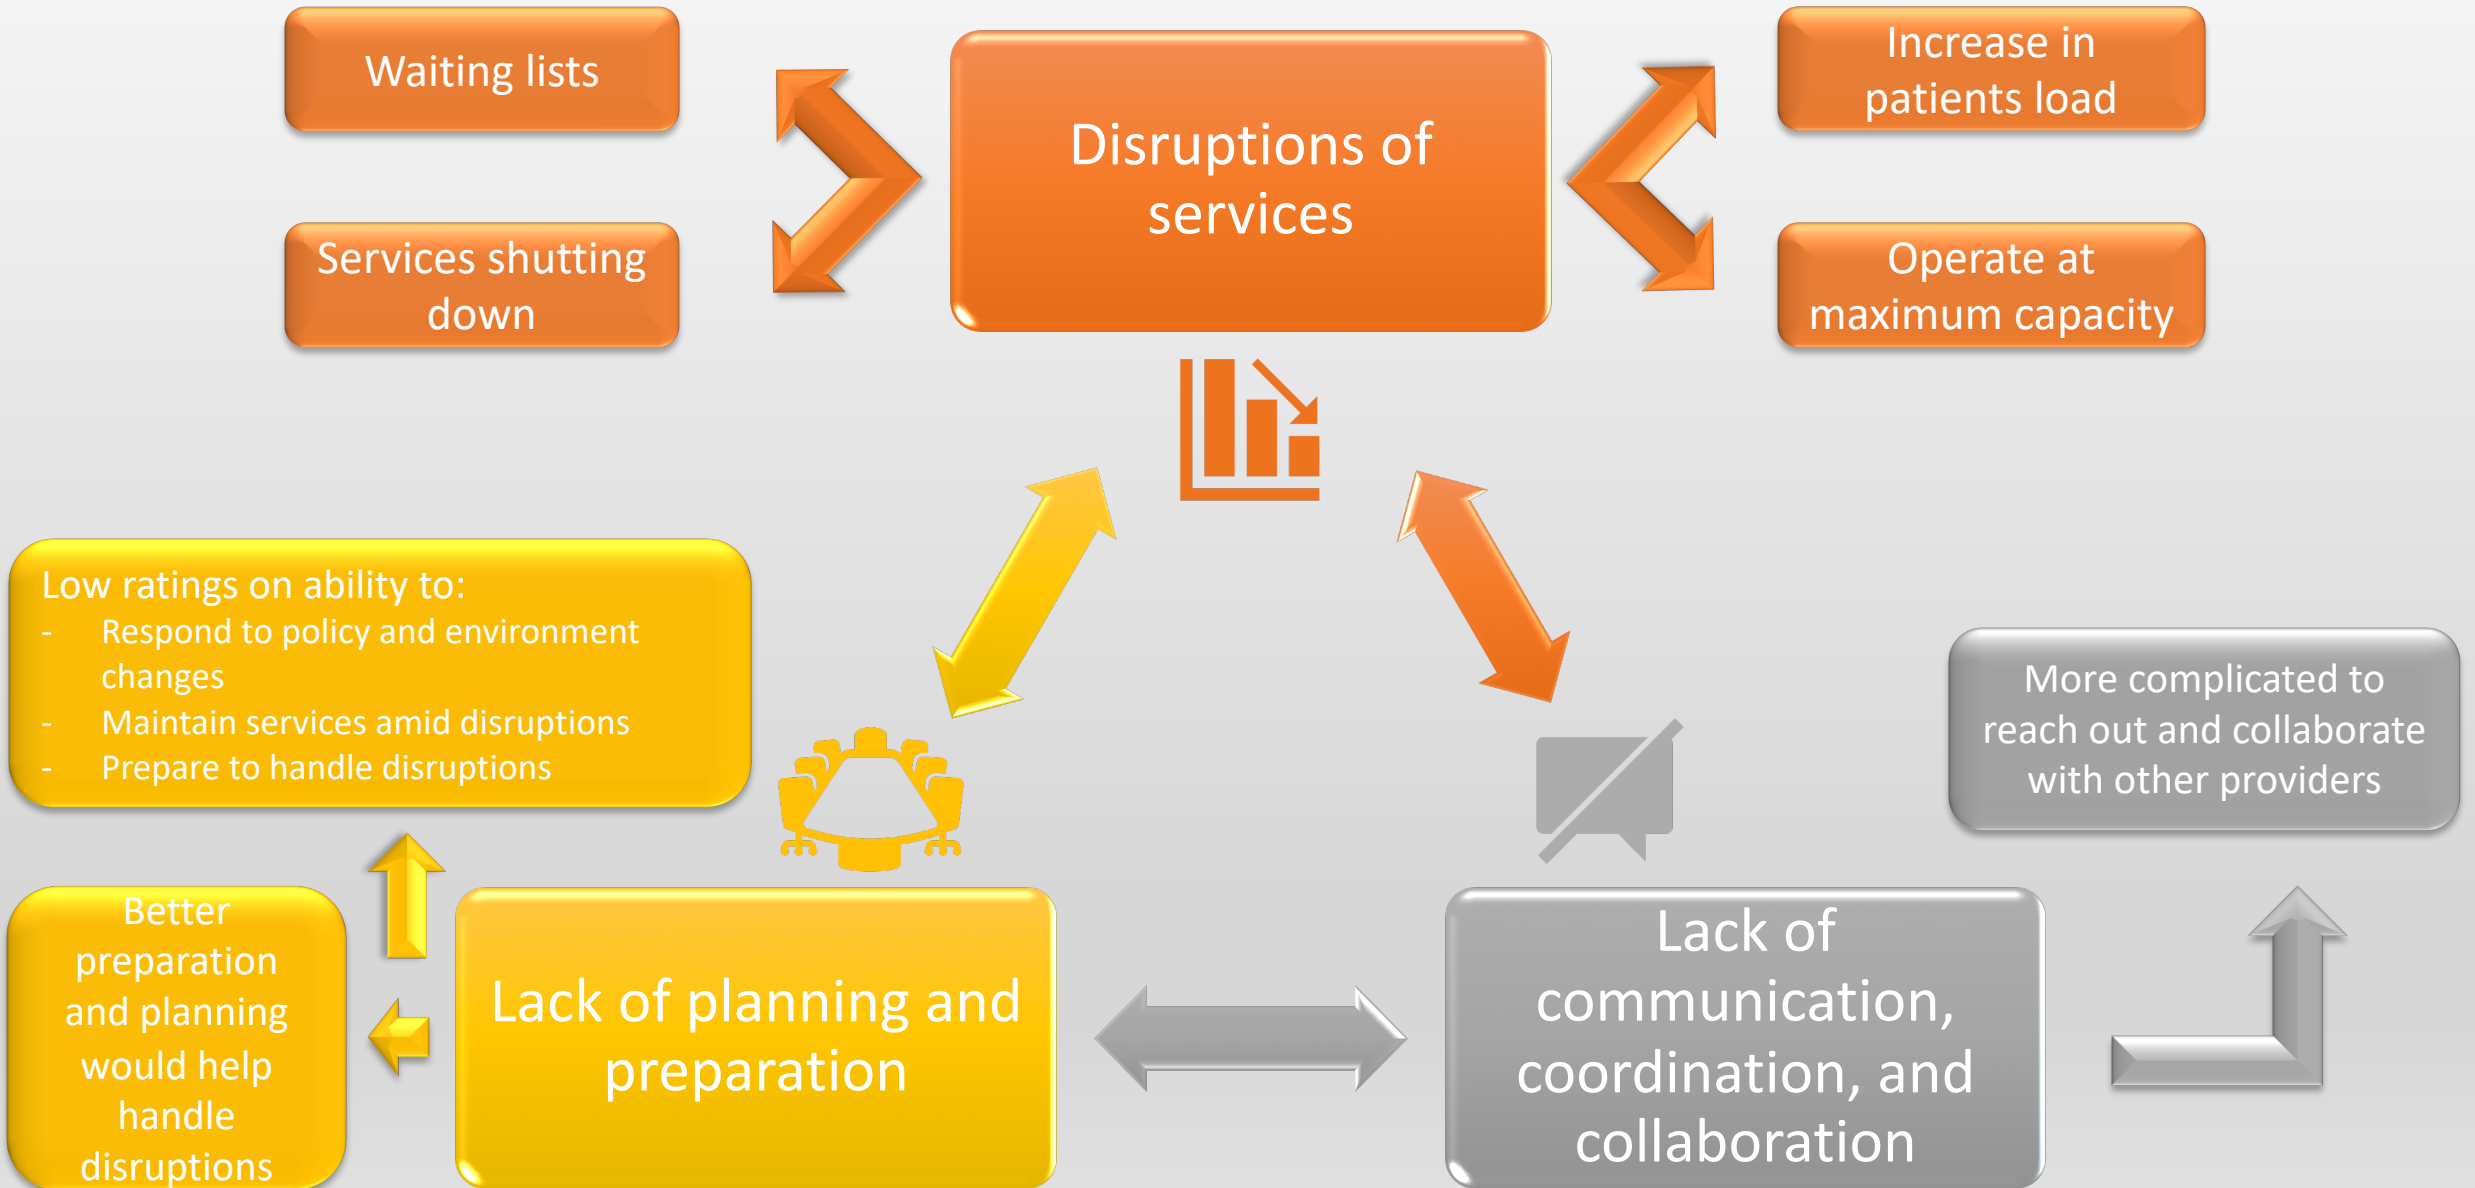 Waiting lists
Services shutting
down
Disruptions of
services
Increase in
patients load
Operate at
maximum capacity
Low ratings on ability to:
- Respond to policy and environment
changes
- Maintain services amid disruptions
- Prepare to handle disruptions
Better
preparation
and planning
would help
handle
disruptions
Lack of planning and
preparation
Lack of
communication,
coordination, and
collaboration
More complicated to
reach out and collaborate
with other providers